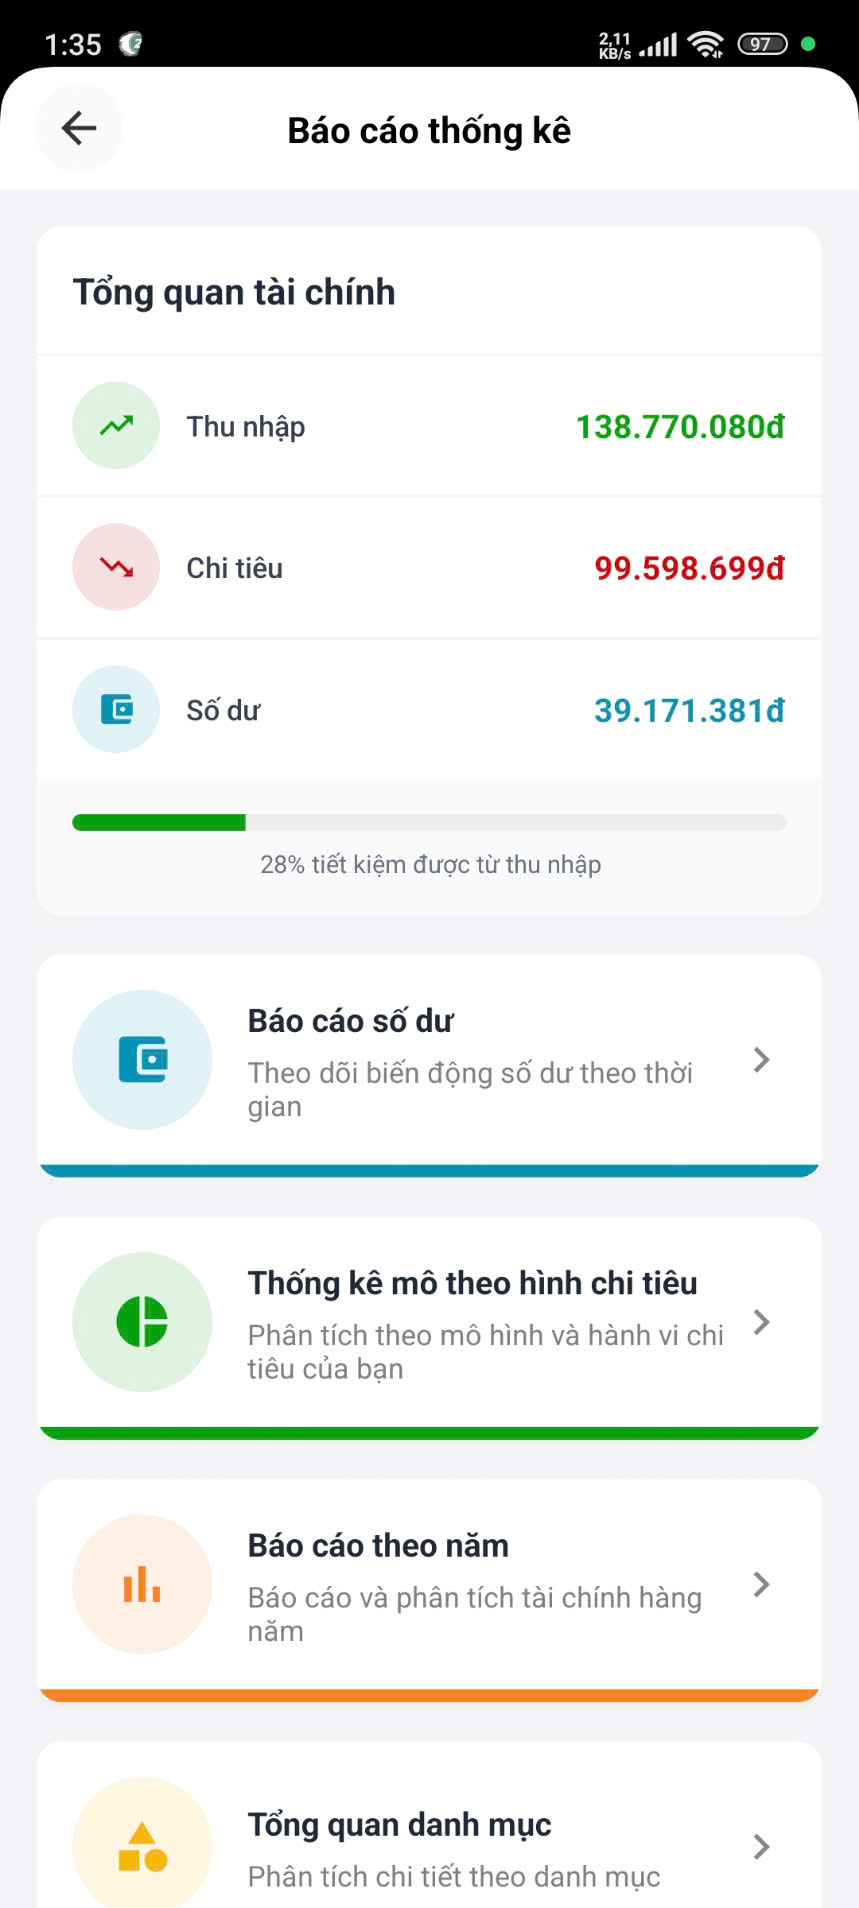 1:35
2,11
KB/s
97
Báo cáo thống kê
Tổng quan tài chính
Thu nhập
138.770.080đ
Chi tiêu
99.598.699đ
Số dư
39.171.381đ
28% tiết kiệm được từ thu nhập
Báo cáo số dư
Theo dõi biến động số dư theo thời
gian
Thống kê mô theo hình chi tiêu
Phân tích theo mô hình và hành vi chi
tiêu của bạn
Báo cáo theo năm
Báo cáo và phân tích tài chính hàng
năm
Tổng quan danh mục
Phân tích chi tiết theo danh mục